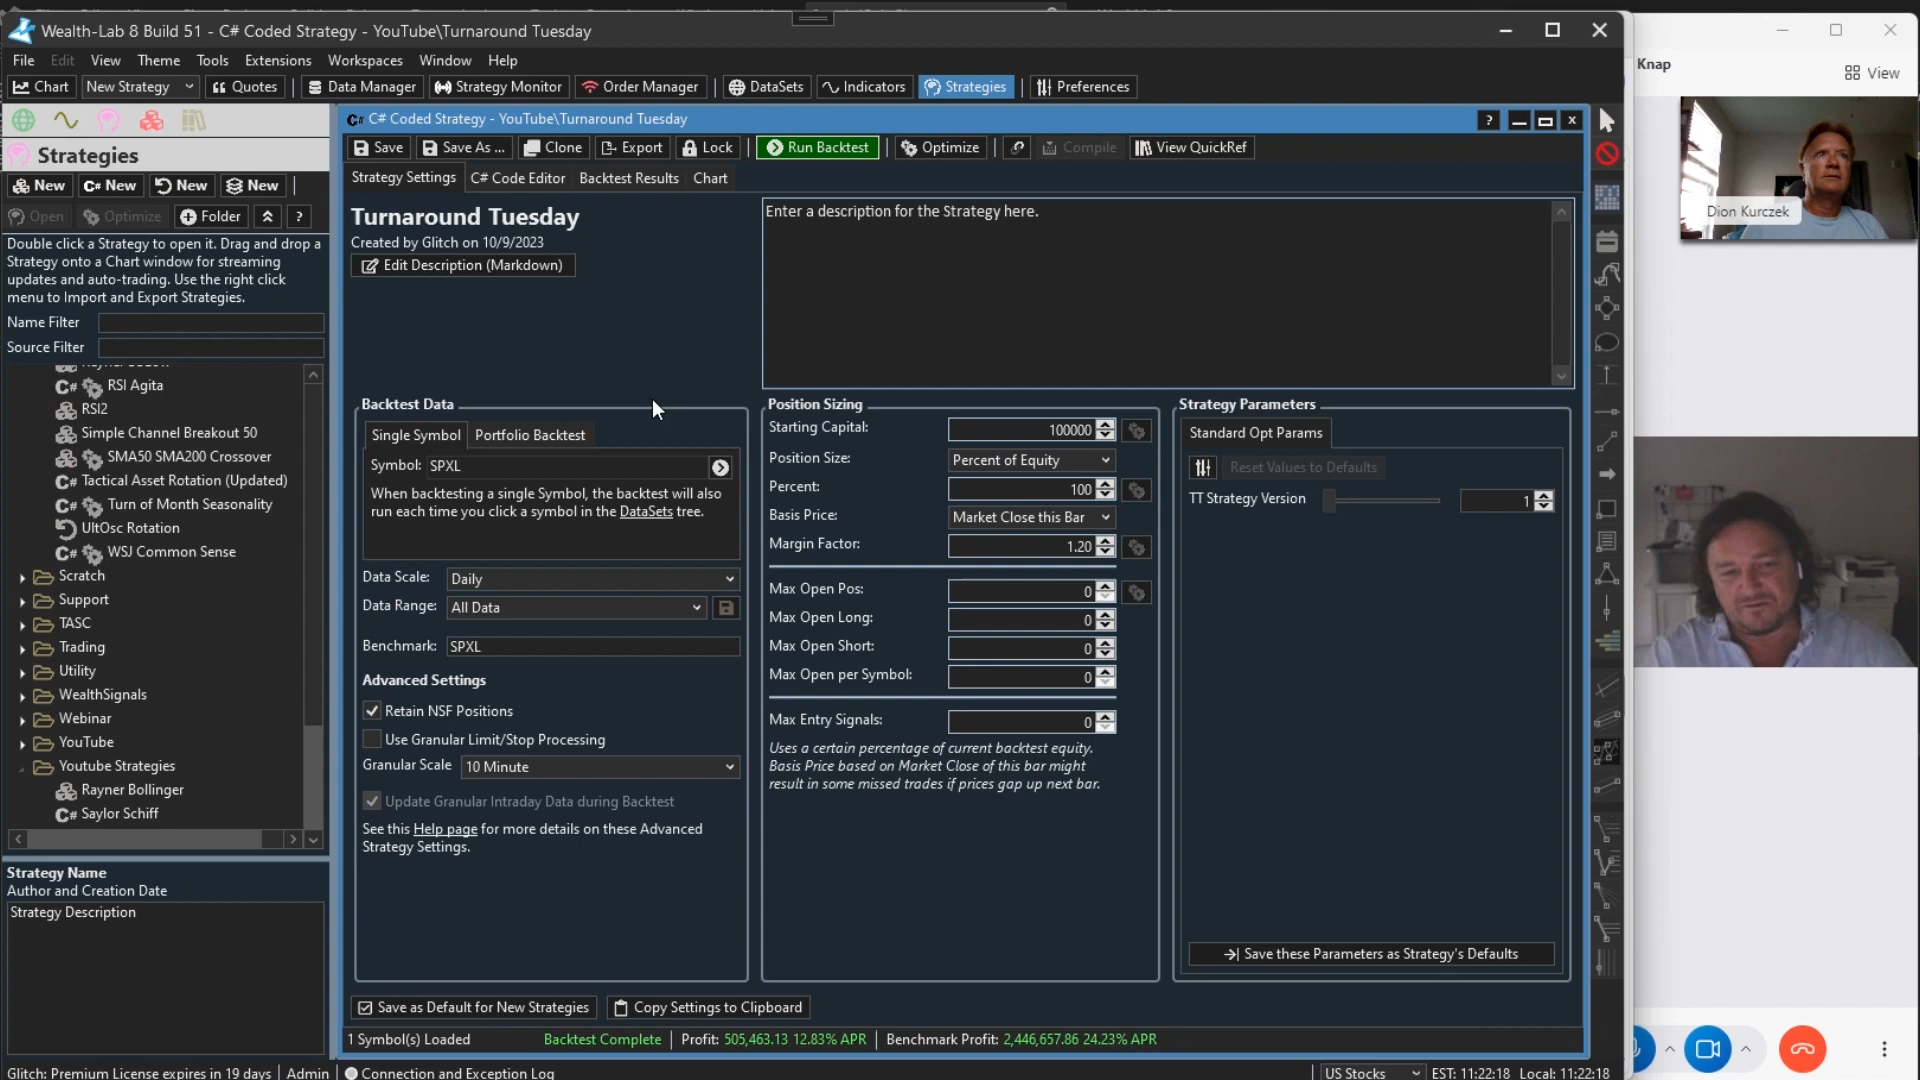 Wealth-Lab 8 Build 51 - C# Coded Strategy - YouTube\Turnaround Tuesday
File Edit View Theme Tools Extensions Workspaces Window Help
Chart New Strategy Quotes Data Manager Strategy Monitor Order Manager DataSets Indicators Strategies Preferences
Knap
View
Dion Kurczek
Strategies
New C# New New New
Open Optimize Folder ?
Double click a Strategy to open it. Drag and drop a
Strategy onto a Chart window for streaming
updates and auto-trading. Use the right click
menu to Import and Export Strategies.
Name Filter
Source Filter
C# RSI Agita
RSI2
Simple Channel Breakout 50
SMA50 SMA200 Crossover
C# Tactical Asset Rotation (Updated)
C# Turn of Month Seasonality
UltOsc Rotation
C# WSJ Common Sense
Scratch
Support
TASC
Trading
Utility
WealthSignals
Webinar
YouTube
Youtube Strategies
Rayner Bollinger
C# Saylor Schiff
Strategy Name
Author and Creation Date
Strategy Description
C# C# Coded Strategy - YouTube\Turnaround Tuesday ?
Save Save As ... Clone Export Lock Run Backtest Optimize Compile View QuickRef
Strategy Settings C# Code Editor Backtest Results Chart
Turnaround Tuesday
Created by Glitch on 10/9/2023
Edit Description (Markdown)
Enter a description for the Strategy here.
Backtest Data
Single Symbol Portfolio Backtest
Symbol: SPXL
When backtesting a single Symbol, the backtest will also
run each time you click a symbol in the DataSets tree.
Data Scale: Daily
Data Range: All Data
Benchmark: SPXL
Advanced Settings
Retain NSF Positions
Use Granular Limit/Stop Processing
Granular Scale 10 Minute
Update Granular Intraday Data during Backtest
See this Help page for more details on these Advanced
Strategy Settings.
Position Sizing
Starting Capital: 100000
Position Size: Percent of Equity
Percent: 100
Basis Price: Market Close this Bar
Margin Factor: 1.20
Max Open Pos: 0
Max Open Long: 0
Max Open Short: 0
Max Open per Symbol: 0
Max Entry Signals: 0
Uses a certain percentage of current backtest equity.
Basis Price based on Market Close of this bar might
result in some missed trades if prices gap up next bar.
Strategy Parameters
Standard Opt Params
Reset Values to Defaults
TT Strategy Version 1
Save these Parameters as Strategy's Defaults
Save as Default for New Strategies Copy Settings to Clipboard
1 Symbol(s) Loaded Backtest Complete Profit: 505,463.13 12.83% APR Benchmark Profit: 2,446,657.86 24.23% APR
Glitch: Premium License expires in 19 days Admin Connection and Exception Log US Stocks EST: 11:22:18 Local: 11:22:18